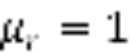 μᵣ = 1